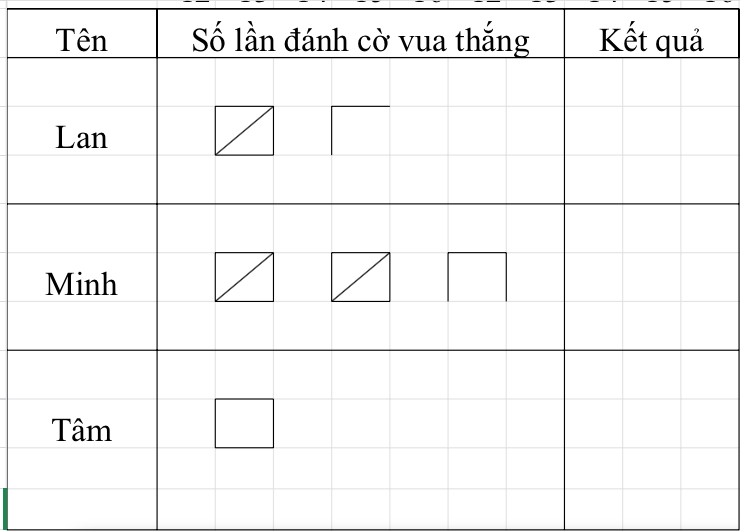 Tên Số lần đánh cờ vua thắng Kết quả
Lan
Minh
Tâm